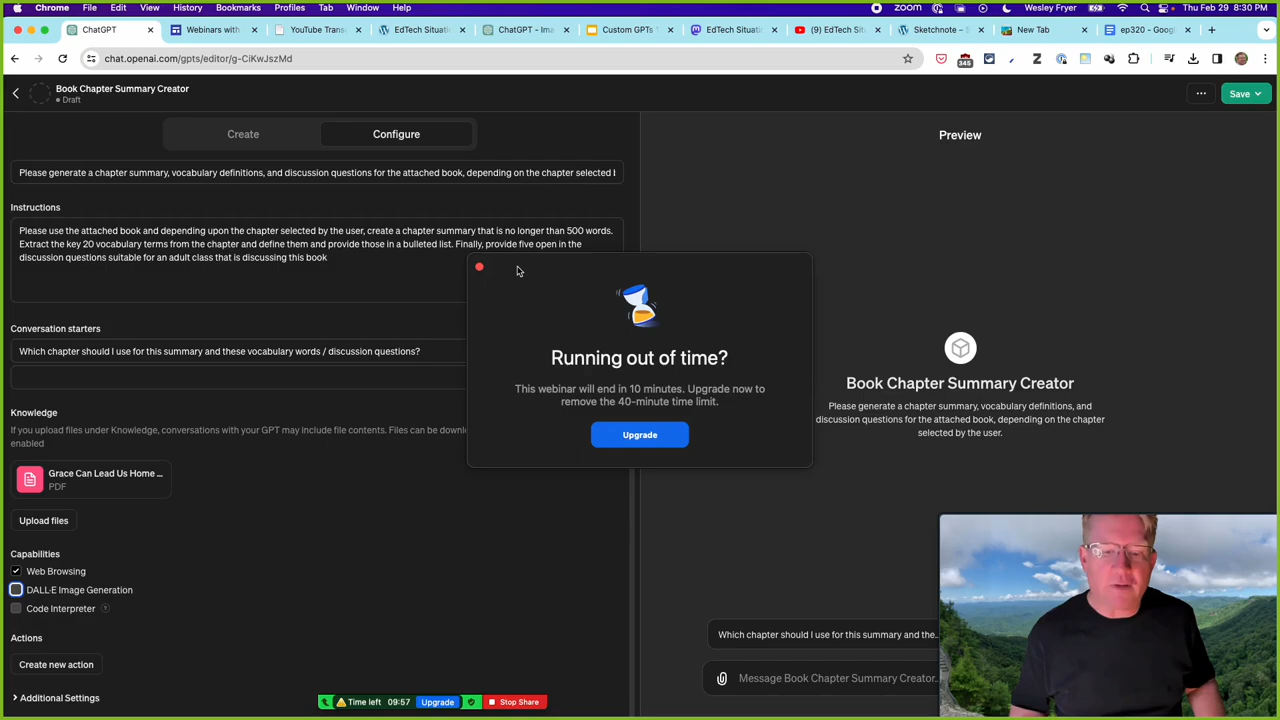 Chrome File Edit View History Bookmarks Profiles Tab Window Help zoom Wesley Fryer Thu Feb 29 8:30 PM
ChatGPT Webinars with YouTube Trans EdTech Situati ChatGPT - Ima Custom GPTs EdTech Situati (9) EdTech Situ Sketchnote – New Tab ep320 – Googl
chat.openai.com/gpts/editor/g-CiKwJszMd 345
Book Chapter Summary Creator
Draft
Save
Create Configure
Preview
Please generate a chapter summary, vocabulary definitions, and discussion questions for the attached book, depending on the chapter selected
Instructions
Please use the attached book and depending upon the chapter selected by the user, create a chapter summary that is no longer than 500 words.
Extract the key 20 vocabulary terms from the chapter and define them and provide those in a bulleted list. Finally, provide five open in the
discussion questions suitable for an adult class that is discussing this book
Running out of time?
This webinar will end in 10 minutes. Upgrade now to
remove the 40-minute time limit.
Upgrade
Conversation starters
Which chapter should I use for this summary and these vocabulary words / discussion questions?
Knowledge
If you upload files under Knowledge, conversations with your GPT may include file contents. Files can be
enabled
Grace Can Lead Us Home ...
PDF
Upload files
Capabilities
Web Browsing
DALL·E Image Generation
Code Interpreter ?
Actions
Create new action
Additional Settings
Book Chapter Summary Creator
Please generate a chapter summary, vocabulary definitions, and
discussion questions for the attached book, depending on the chapter
selected by the user.
Which chapter should I use for this summary and the...
Message Book Chapter Summary Creator...
Time left 09:57 Upgrade Stop Share